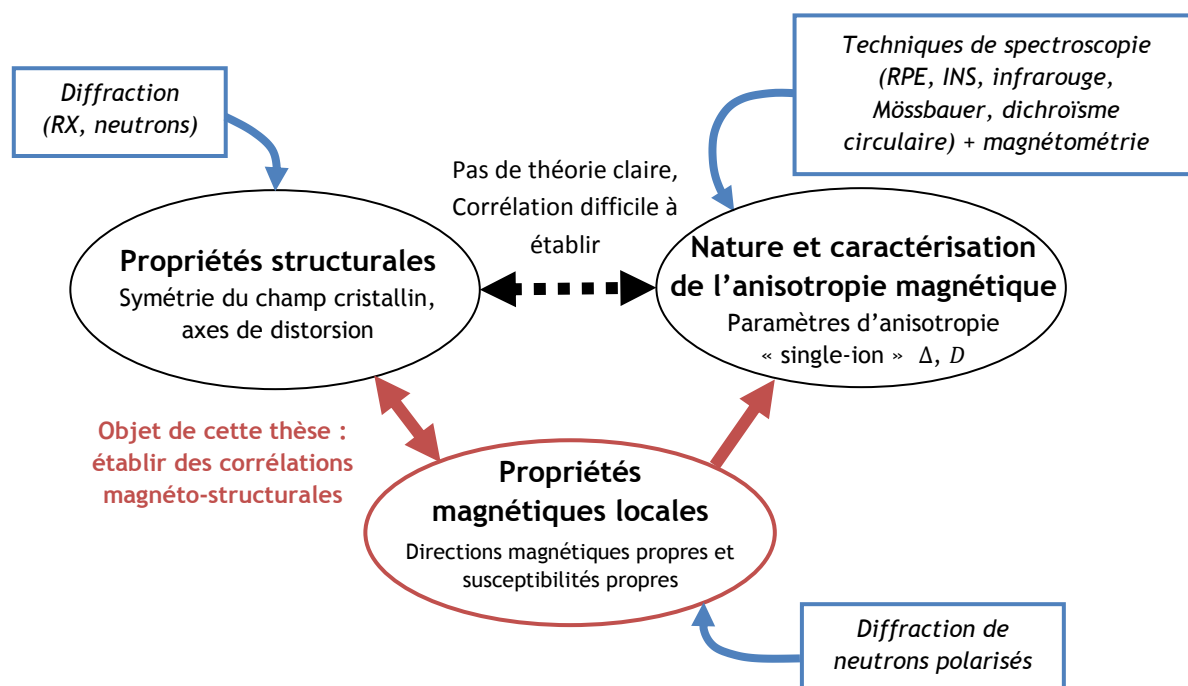 Techniques de spectroscopie
(RPE, INS, infrarouge,
Mössbauer, dichroïsme
circulaire) + magnétométrie
Diffraction
(RX, neutrons)
Pas de théorie claire,
Corrélation difficile à
établir
Propriétés structurales
Symétrie du champ cristallin,
axes de distorsion
Nature et caractérisation
de l’anisotropie magnétique
Paramètres d’anisotropie
« single-ion » Δ, D
Objet de cette thèse :
établir des corrélations
magnéto-structurales
Propriétés
magnétiques locales
Directions magnétiques propres et
susceptibilités propres
Diffraction de
neutrons polarisés